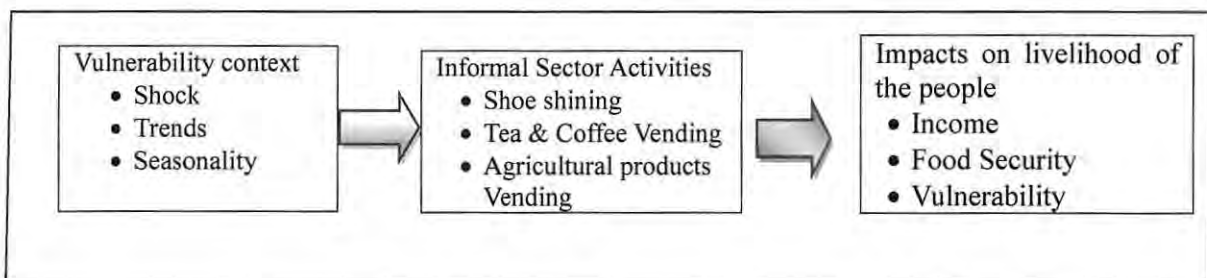 Vulnerability context
• Shock
• Trends
• Seasonality
Informal Sector Activities
• Shoe shining
• Tea & Coffee Vending
• Agricultural products
Vending
Impacts on livelihood of
the people
• Income
• Food Security
• Vulnerability